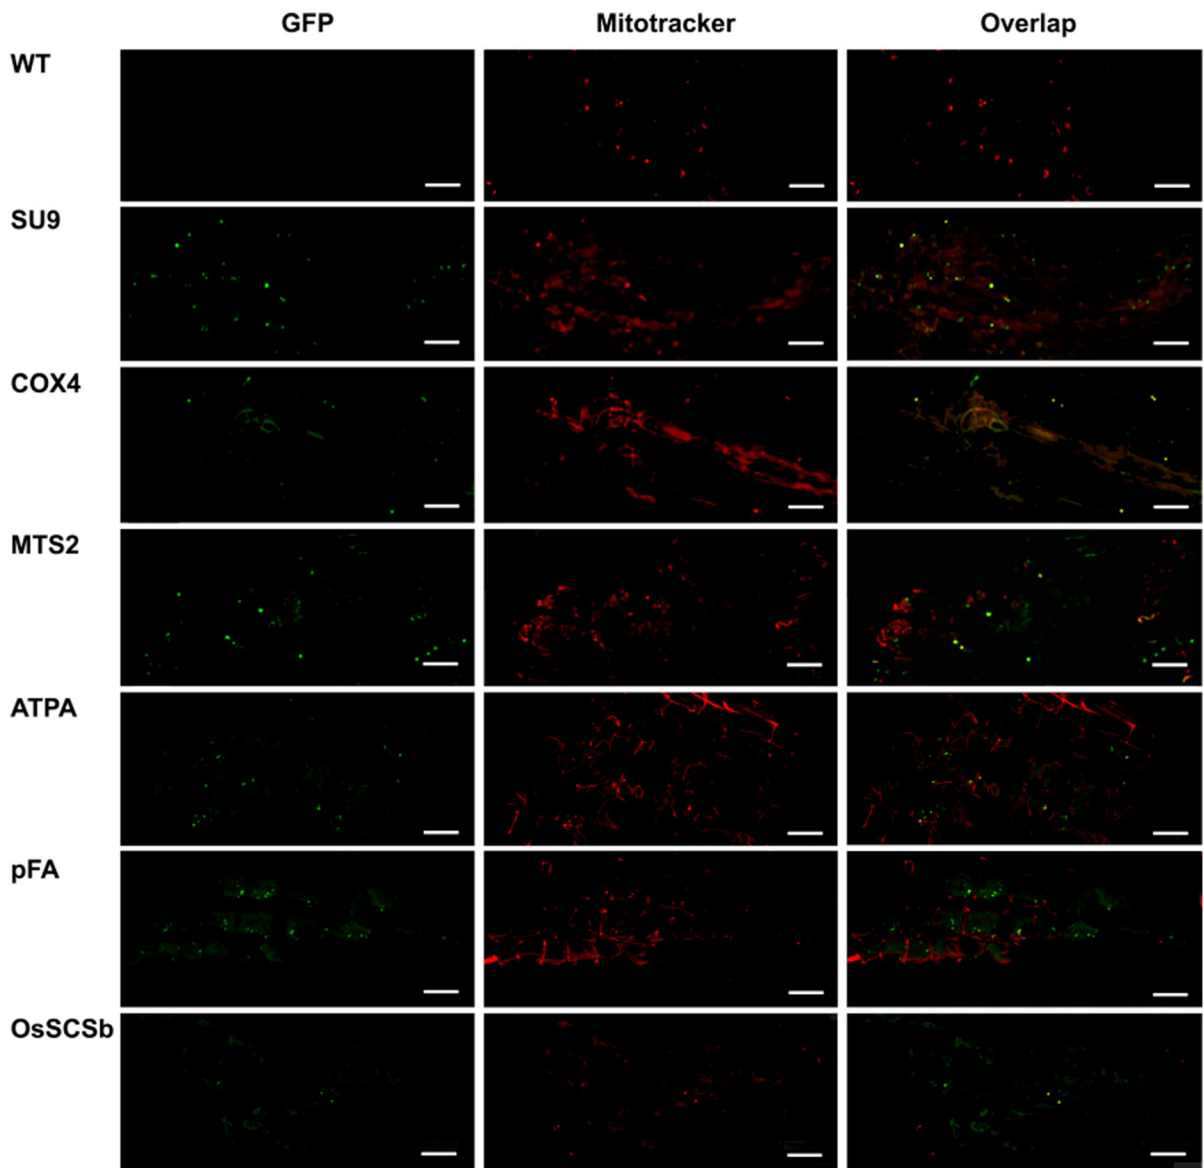 GFP Mitotracker Overlap
WT
SU9
COX4
MTS2
ATPA
pFA
OsSCSb